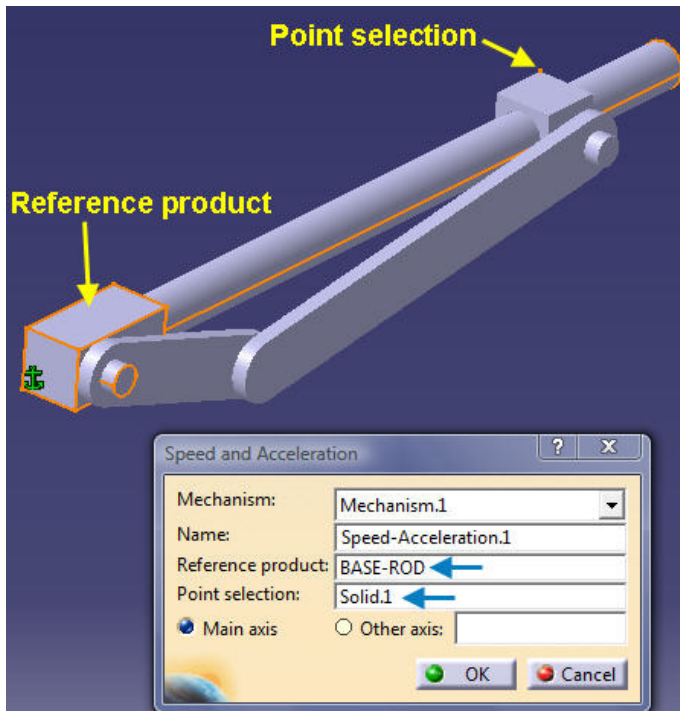 Point selection
Reference product
Speed and Acceleration
? X
Mechanism: Mechanism.1
Name: Speed-Acceleration.1
Reference product: BASE-ROD
Point selection: Solid.1
Main axis Other axis:
OK Cancel